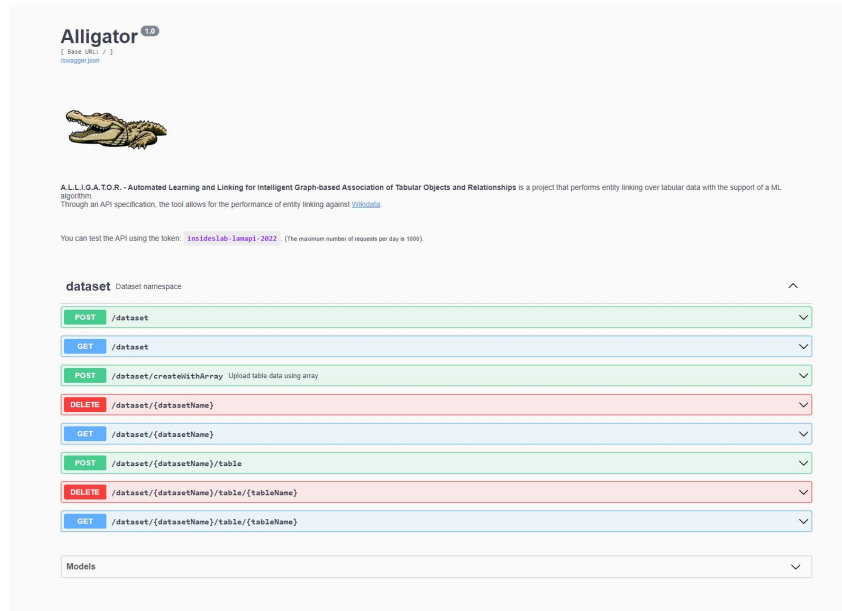 Alligator 1.0
[ Base URL: / ]
/swagger.json
A.L.L.I.G.A.T.O.R. - Automated Learning and Linking for Intelligent Graph-based Association of Tabular Objects and Relationships is a project that performs entity linking over tabular data with the support of a ML
algorithm.
Through an API specification, the tool allows for the performance of entity linking against Wikidata.
You can test the API using the token: insideslab-lamapi-2022 . (The maximum number of requests per day is 1000).
dataset Dataset namespace
POST /dataset
GET /dataset
POST /dataset/createWithArray Upload table data using array
DELETE /dataset/{datasetName}
GET /dataset/{datasetName}
POST /dataset/{datasetName}/table
DELETE /dataset/{datasetName}/table/{tableName}
GET /dataset/{datasetName}/table/{tableName}
Models